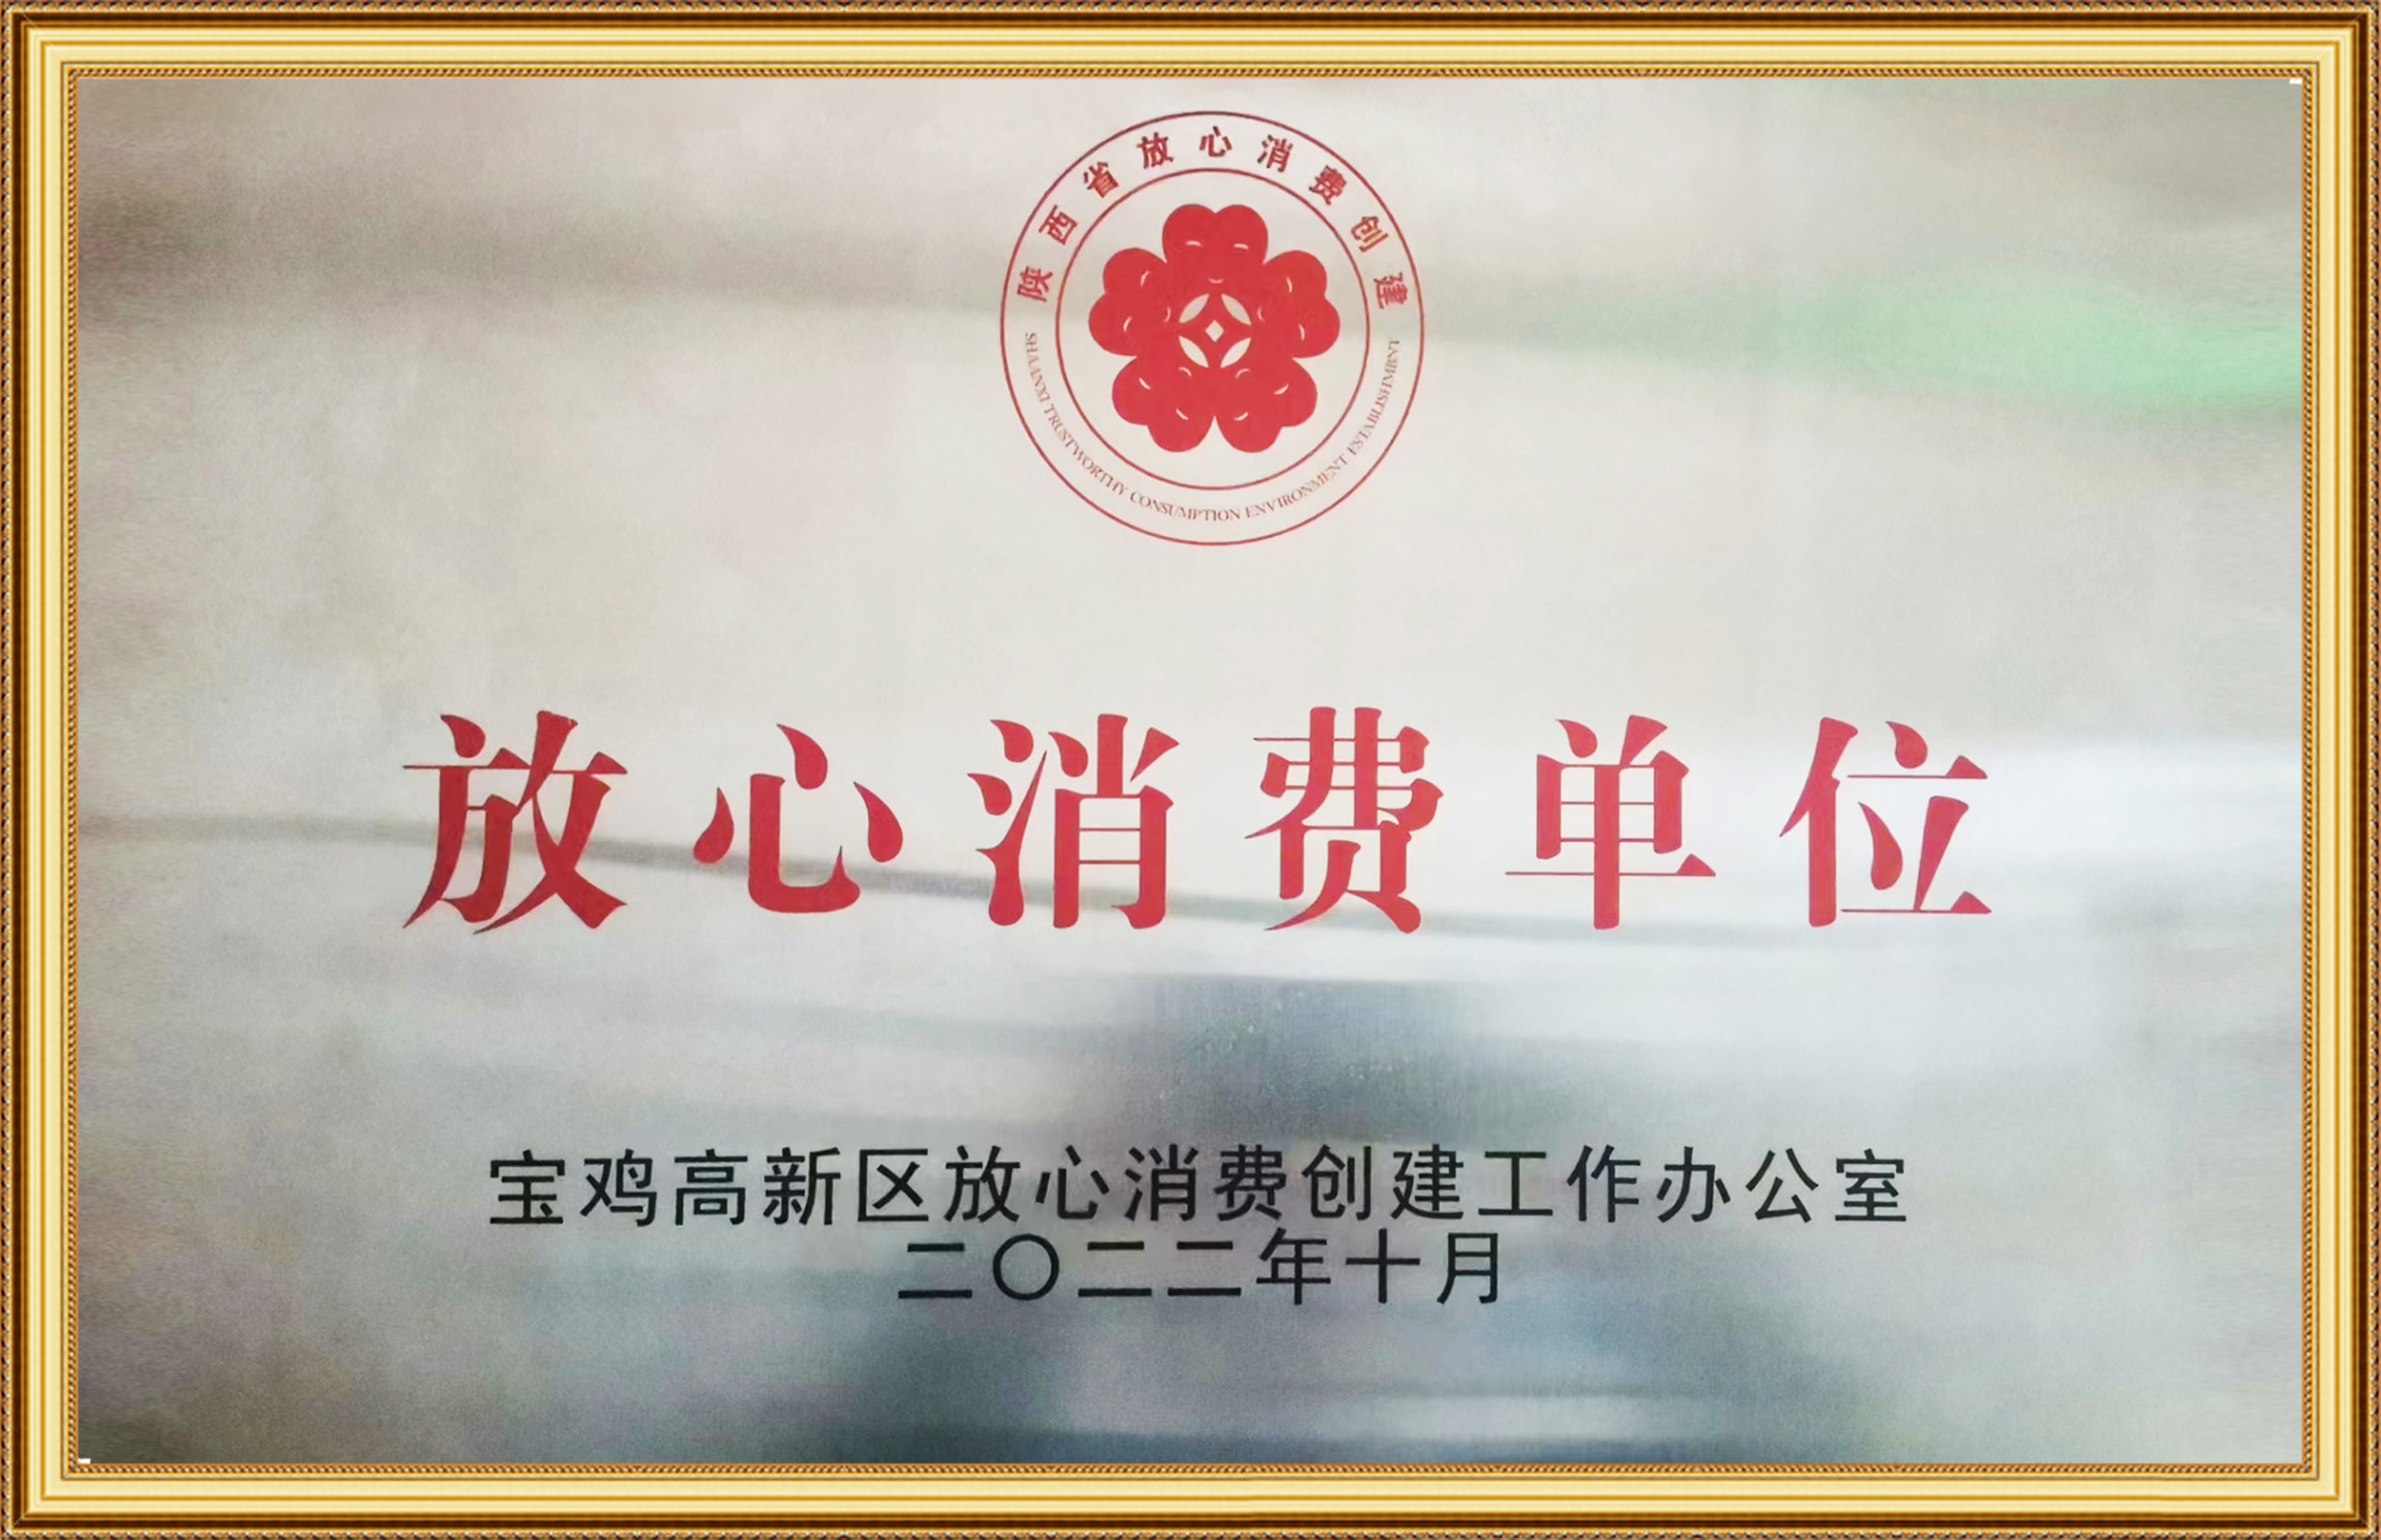 陕西省放心消费创建
SHAANXI TRUSTWORTHY CONSUMPTION ENVIRONMENT ESTABLISHMENT
放心消费单位
宝鸡高新区放心消费创建工作办公室
二〇二二年十月